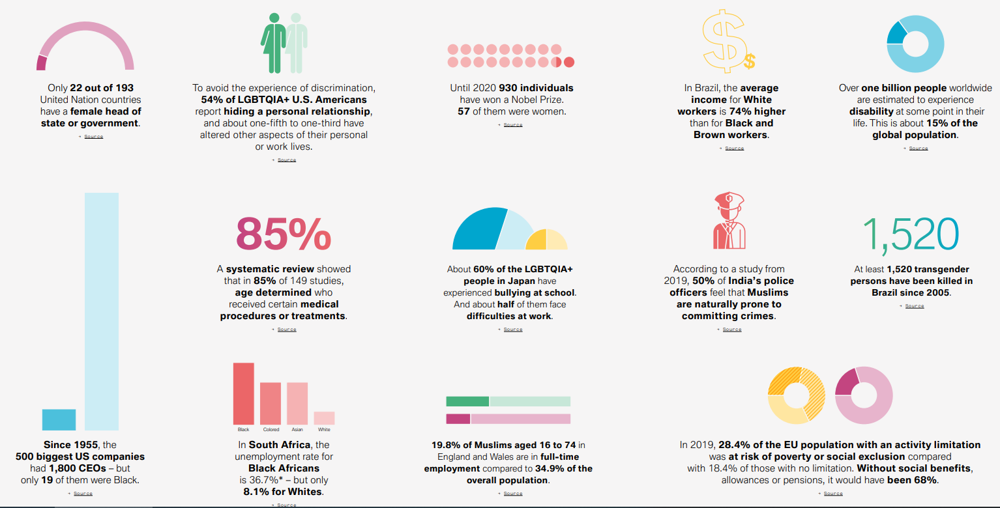 Only 22 out of 193
United Nation countries
have a female head of
state or government.
→ Source
To avoid the experience of discrimination,
54% of LGBTQIA+ U.S. Americans
report hiding a personal relationship,
and about one-fifth to one-third have
altered other aspects of their personal
or work lives.
→ Source
Until 2020 930 individuals
have won a Nobel Prize.
57 of them were women.
→ Source
$
$
In Brazil, the average
income for White
workers is 74% higher
than for Black and
Brown workers.
→ Source
Over one billion people worldwide
are estimated to experience
disability at some point in their
life. This is about 15% of the
global population.
→ Source
Since 1955, the
500 biggest US companies
had 1,800 CEOs – but
only 19 of them were Black.
→ Source
85%
A systematic review showed
that in 85% of 149 studies,
age determined who
received certain medical
procedures or treatments.
→ Source
About 60% of the LGBTQIA+
people in Japan have
experienced bullying at school.
And about half of them face
difficulties at work.
→ Source
According to a study from
2019, 50% of India's police
officers feel that Muslims
are naturally prone to
committing crimes.
→ Source
1,520
At least 1,520 transgender
persons have been killed in
Brazil since 2005.
→ Source
Black Colored Asian White
In South Africa, the
unemployment rate for
Black Africans
is 36.7%* – but only
8.1% for Whites.
→ Source
19.8% of Muslims aged 16 to 74 in
England and Wales are in full-time
employment compared to 34.9% of the
overall population.
→ Source
In 2019, 28.4% of the EU population with an activity limitation
was at risk of poverty or social exclusion compared
with 18.4% of those with no limitation. Without social benefits,
allowances or pensions, it would have been 68%.
→ Source